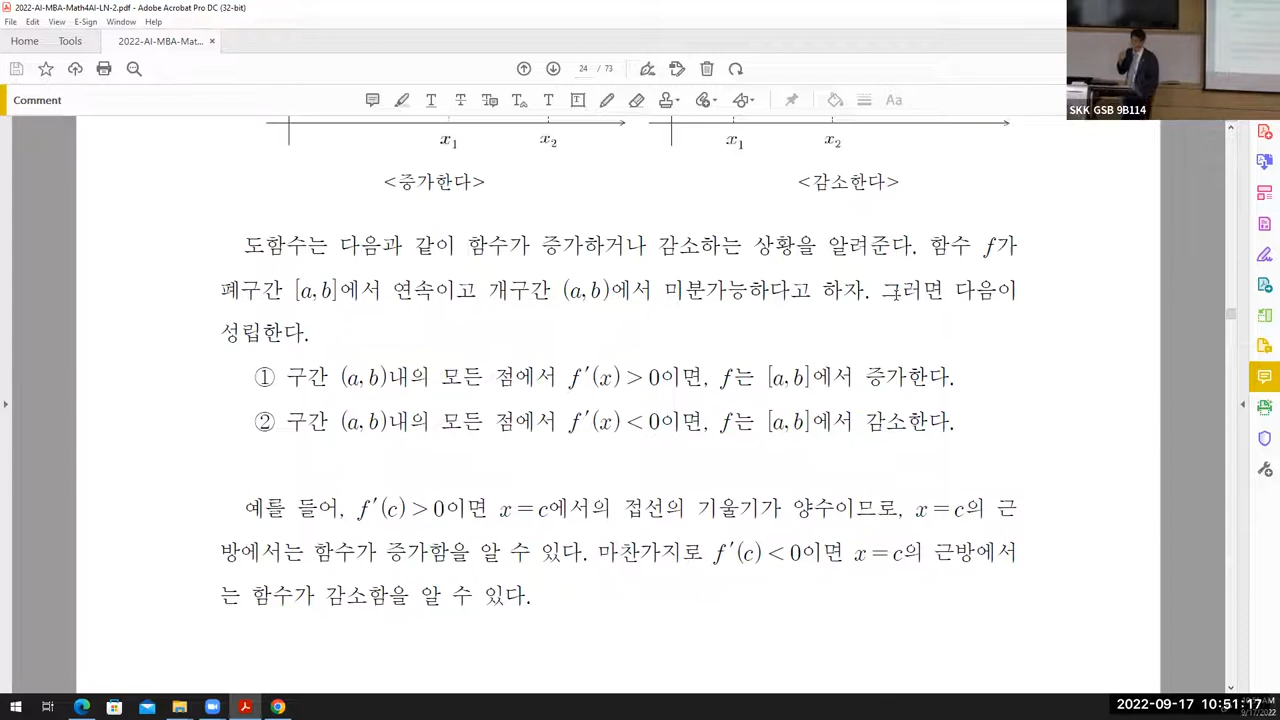 2022-AI-MBA-Math4AI-LN-2.pdf - Adobe Acrobat Pro DC (32-bit)
File Edit View E-Sign Window Help
Home Tools 2022-AI-MBA-Mat... ×
24 / 73
Comment
Aa
SKK GSB 9B114
x₁ x₂ x₁ x₂
<증가한다> <감소한다>
도함수는 다음과 같이 함수가 증가하거나 감소하는 상황을 알려준다. 함수 f가
폐구간 [a, b]에서 연속이고 개구간 (a, b)에서 미분가능하다고 하자. 그러면 다음이
성립한다.
① 구간 (a, b)내의 모든 점에서 f′(x) > 0이면, f는 [a, b]에서 증가한다.
② 구간 (a, b)내의 모든 점에서 f′(x) < 0이면, f는 [a, b]에서 감소한다.
예를 들어, f′(c) > 0이면 x = c에서의 접선의 기울기가 양수이므로, x = c의 근
방에서는 함수가 증가함을 알 수 있다. 마찬가지로 f′(c) < 0이면 x = c의 근방에서
는 함수가 감소함을 알 수 있다.
2022-09-17 10:51:17